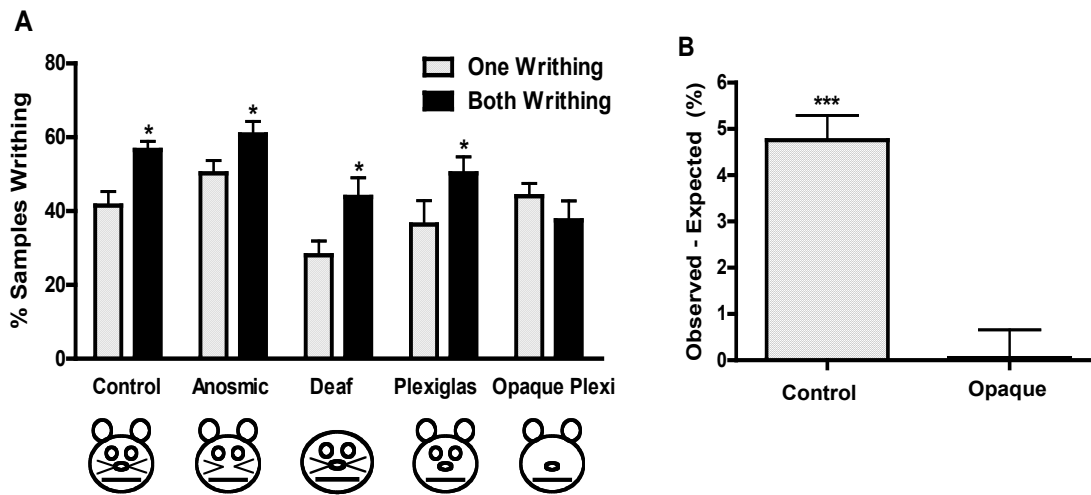 A
80
60
40
20
0
% Samples Writhing
One Writhing
Both Writhing
*
*
*
*
Control Anosmic Deaf Plexiglas Opaque Plexi
B
6
5
4
3
2
1
0
Observed - Expected (%)
***
Control Opaque